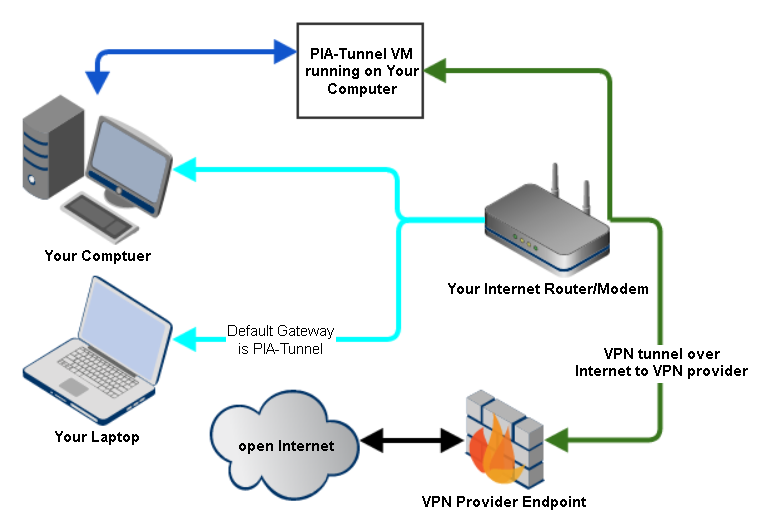 PIA-Tunnel VM
running on Your
Computer
Your Comptuer
Your Internet Router/Modem
Default Gateway
is PIA-Tunnel
VPN tunnel over
Internet to VPN provider
Your Laptop
open Internet
VPN Provider Endpoint